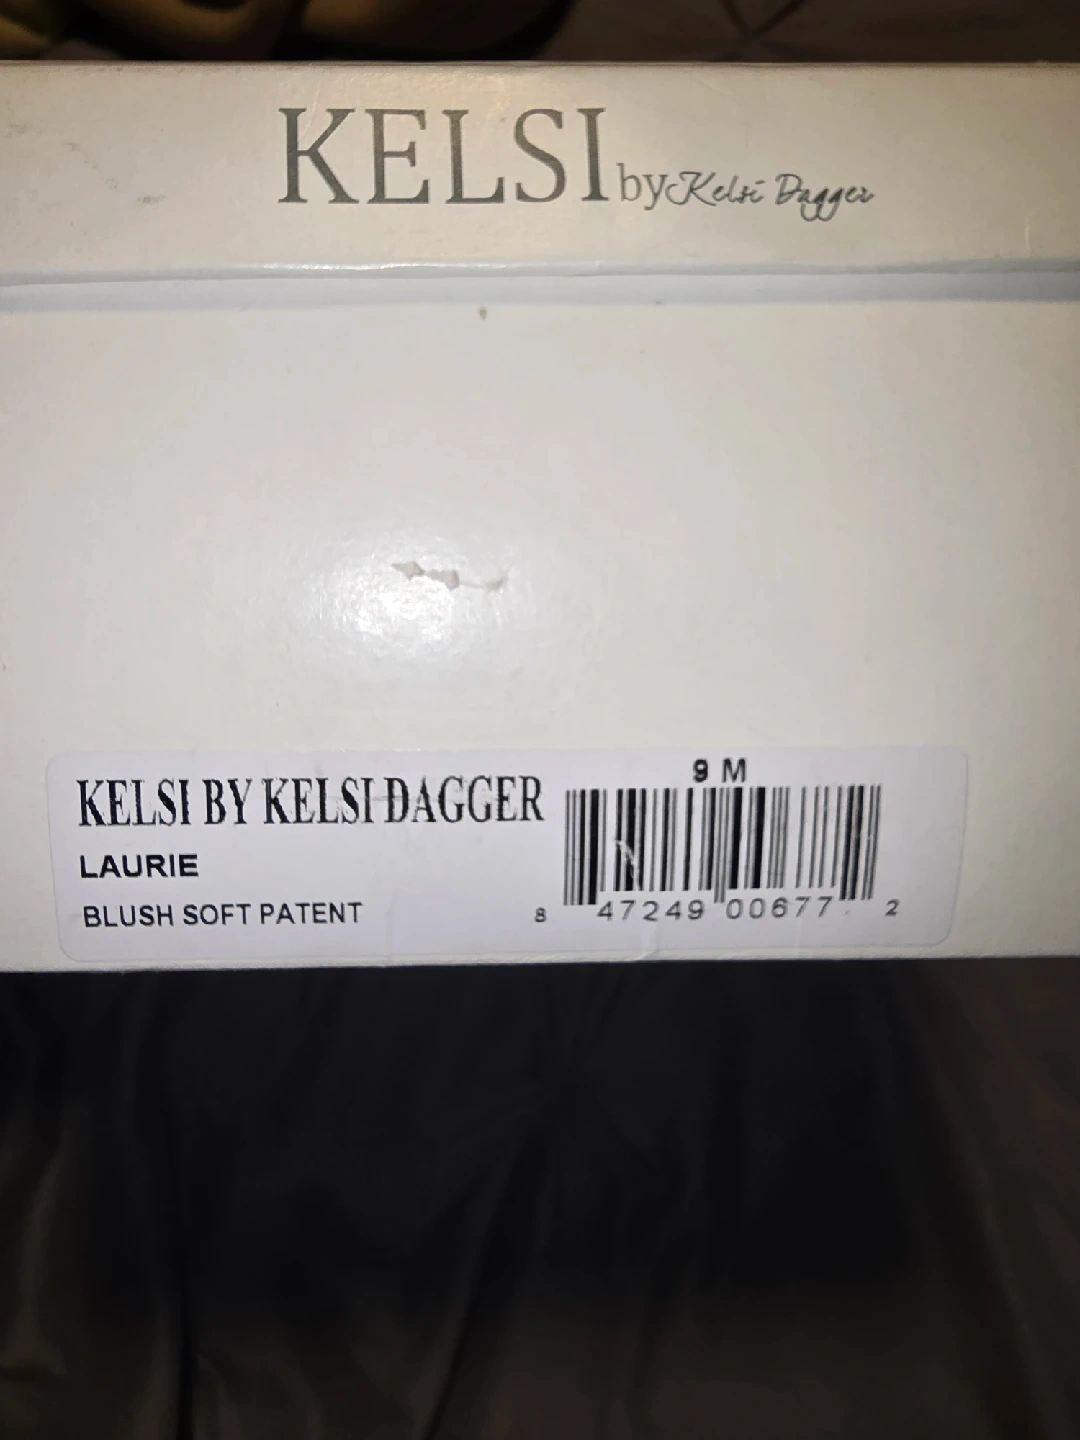 KELSI by Kelsi Dagger
KELSI BY KELSI DAGGER
LAURIE
BLUSH SOFT PATENT
9 M
8 47249 00677 2